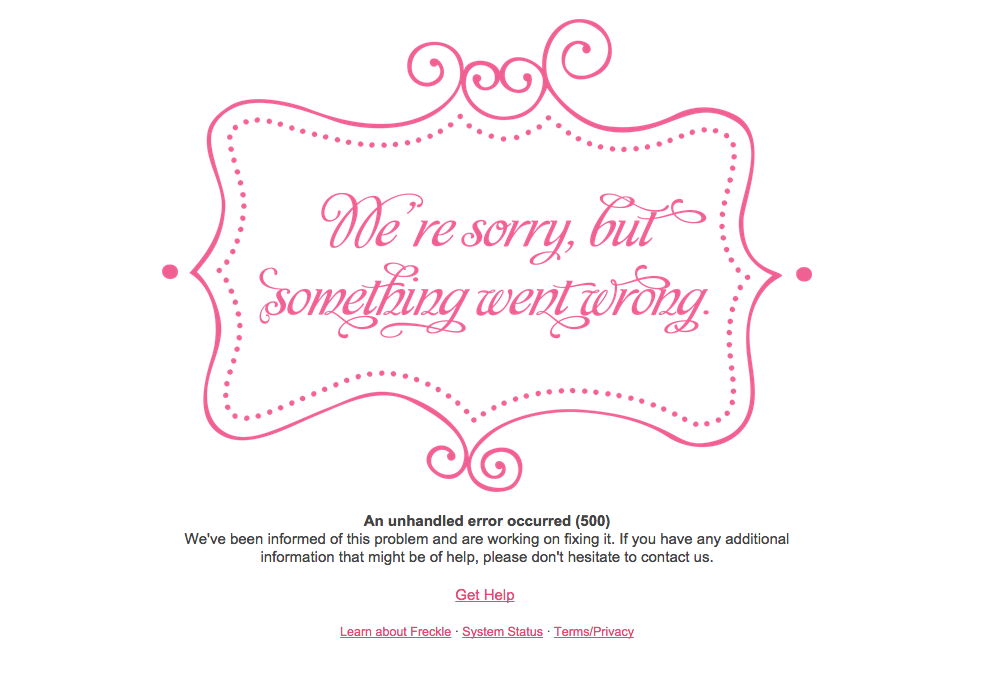 We're sorry, but
something went wrong.
An unhandled error occurred (500)
We've been informed of this problem and are working on fixing it. If you have any additional
information that might be of help, please don't hesitate to contact us.
Get Help
Learn about Freckle · System Status · Terms/Privacy